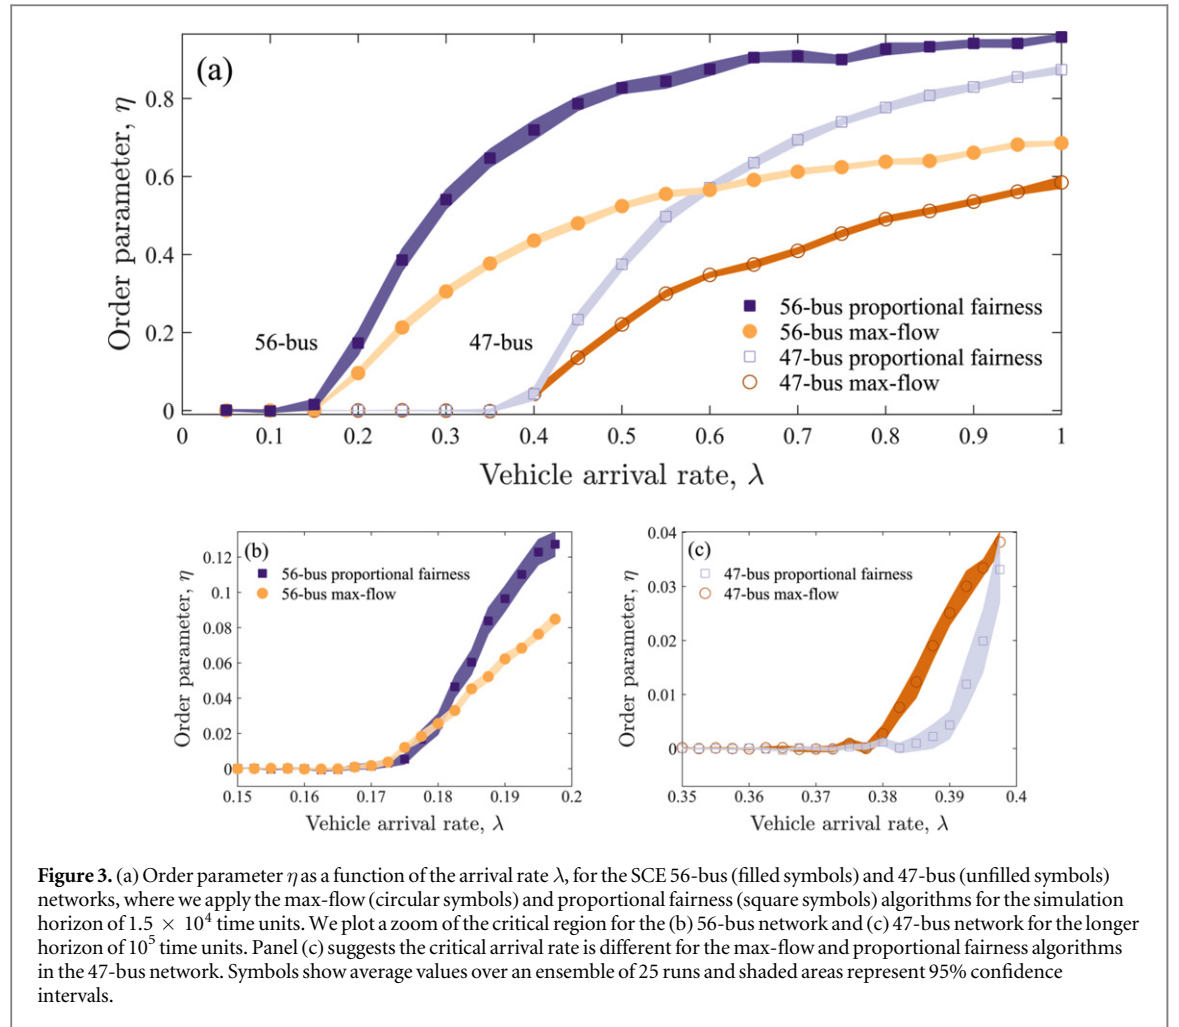 (a)
Order parameter, η
0.8
0.6
0.4
0.2
0
56-bus
47-bus
56-bus proportional fairness
56-bus max-flow
47-bus proportional fairness
47-bus max-flow
0 0.1 0.2 0.3 0.4 0.5 0.6 0.7 0.8 0.9 1
Vehicle arrival rate, λ
(b)
Order parameter, η
0.12
0.1
0.08
0.06
0.04
0.02
0
56-bus proportional fairness
56-bus max-flow
0.15 0.16 0.17 0.18 0.19 0.2
Vehicle arrival rate, λ
(c)
Order parameter, η
0.04
0.03
0.02
0.01
0
47-bus proportional fairness
47-bus max-flow
0.35 0.36 0.37 0.38 0.39 0.4
Vehicle arrival rate, λ
Figure 3. (a) Order parameter η as a function of the arrival rate λ, for the SCE 56-bus (filled symbols) and 47-bus (unfilled symbols)
networks, where we apply the max-flow (circular symbols) and proportional fairness (square symbols) algorithms for the simulation
horizon of 1.5 × 10⁴ time units. We plot a zoom of the critical region for the (b) 56-bus network and (c) 47-bus network for the longer
horizon of 10⁵ time units. Panel (c) suggests the critical arrival rate is different for the max-flow and proportional fairness algorithms
in the 47-bus network. Symbols show average values over an ensemble of 25 runs and shaded areas represent 95% confidence
intervals.